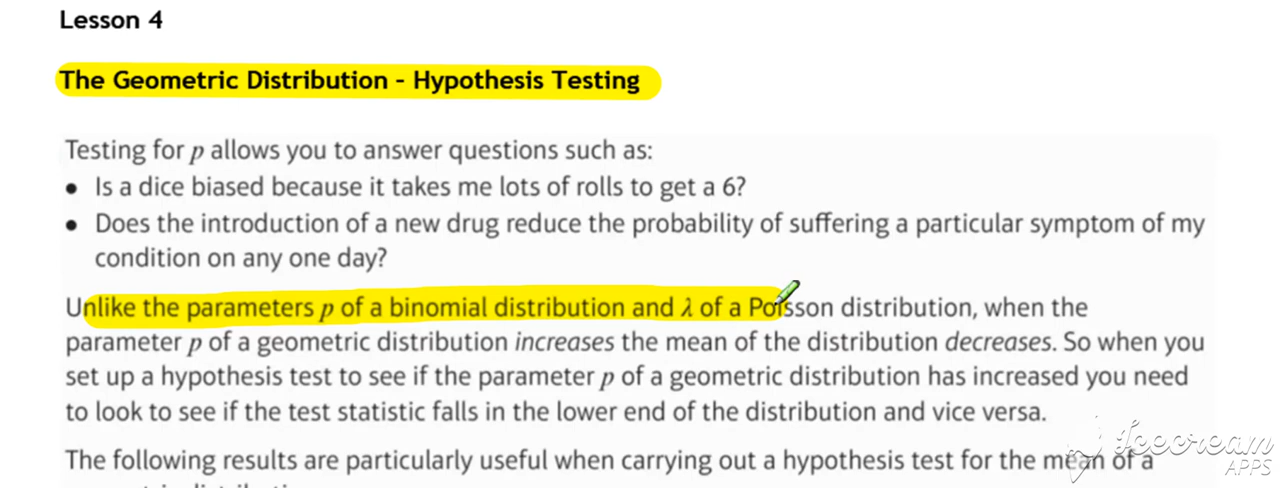 Lesson 4
The Geometric Distribution - Hypothesis Testing
Testing for p allows you to answer questions such as:
• Is a dice biased because it takes me lots of rolls to get a 6?
• Does the introduction of a new drug reduce the probability of suffering a particular symptom of my
condition on any one day?
Unlike the parameters p of a binomial distribution and λ of a Poisson distribution, when the
parameter p of a geometric distribution increases the mean of the distribution decreases. So when you
set up a hypothesis test to see if the parameter p of a geometric distribution has increased you need
to look to see if the test statistic falls in the lower end of the distribution and vice versa.
The following results are particularly useful when carrying out a hypothesis test for the mean of a
Icecream
APPS